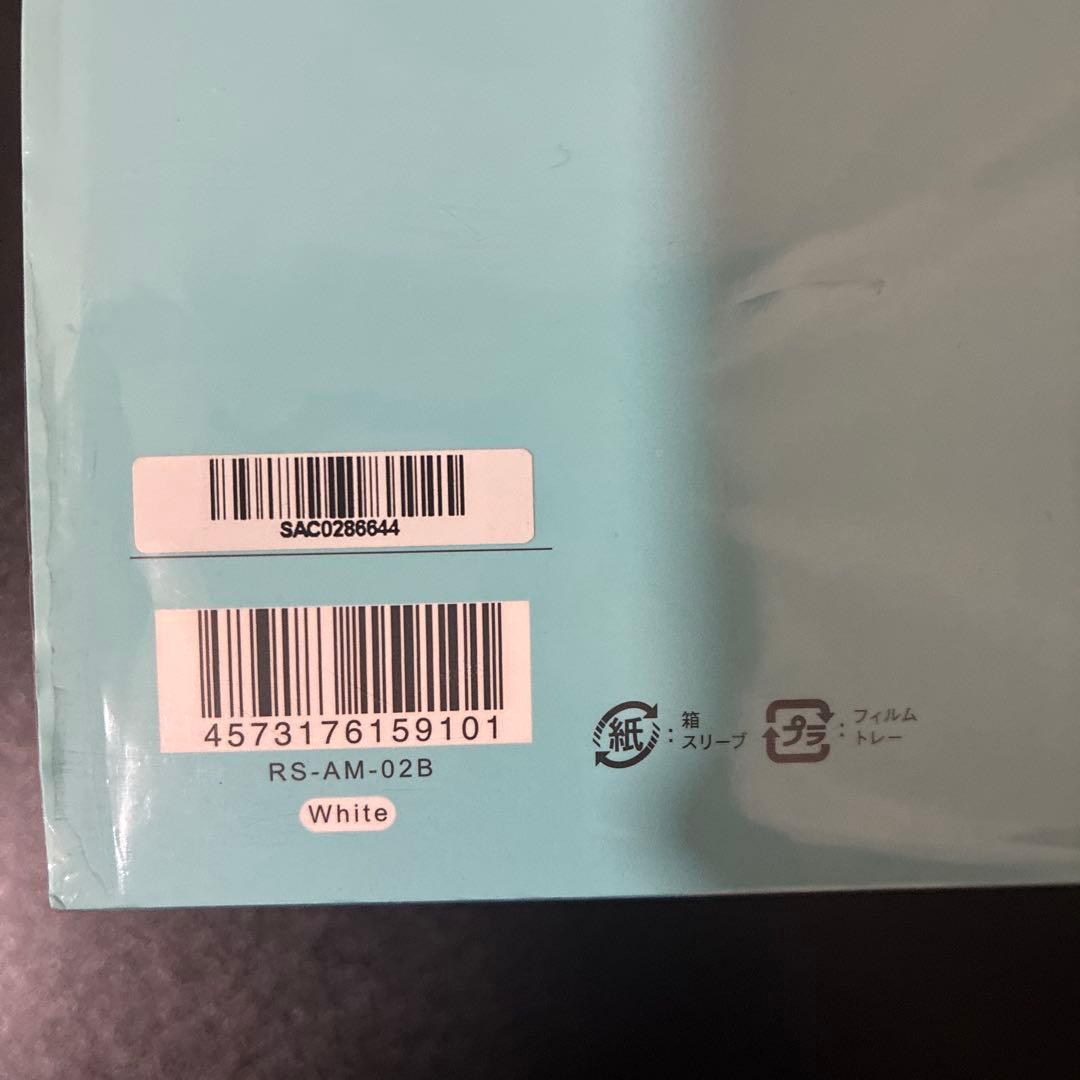 SAC0286644
4573176159101
RS-AM-02B
White
紙 : 箱
スリーブ
プラ : フィルム
トレー